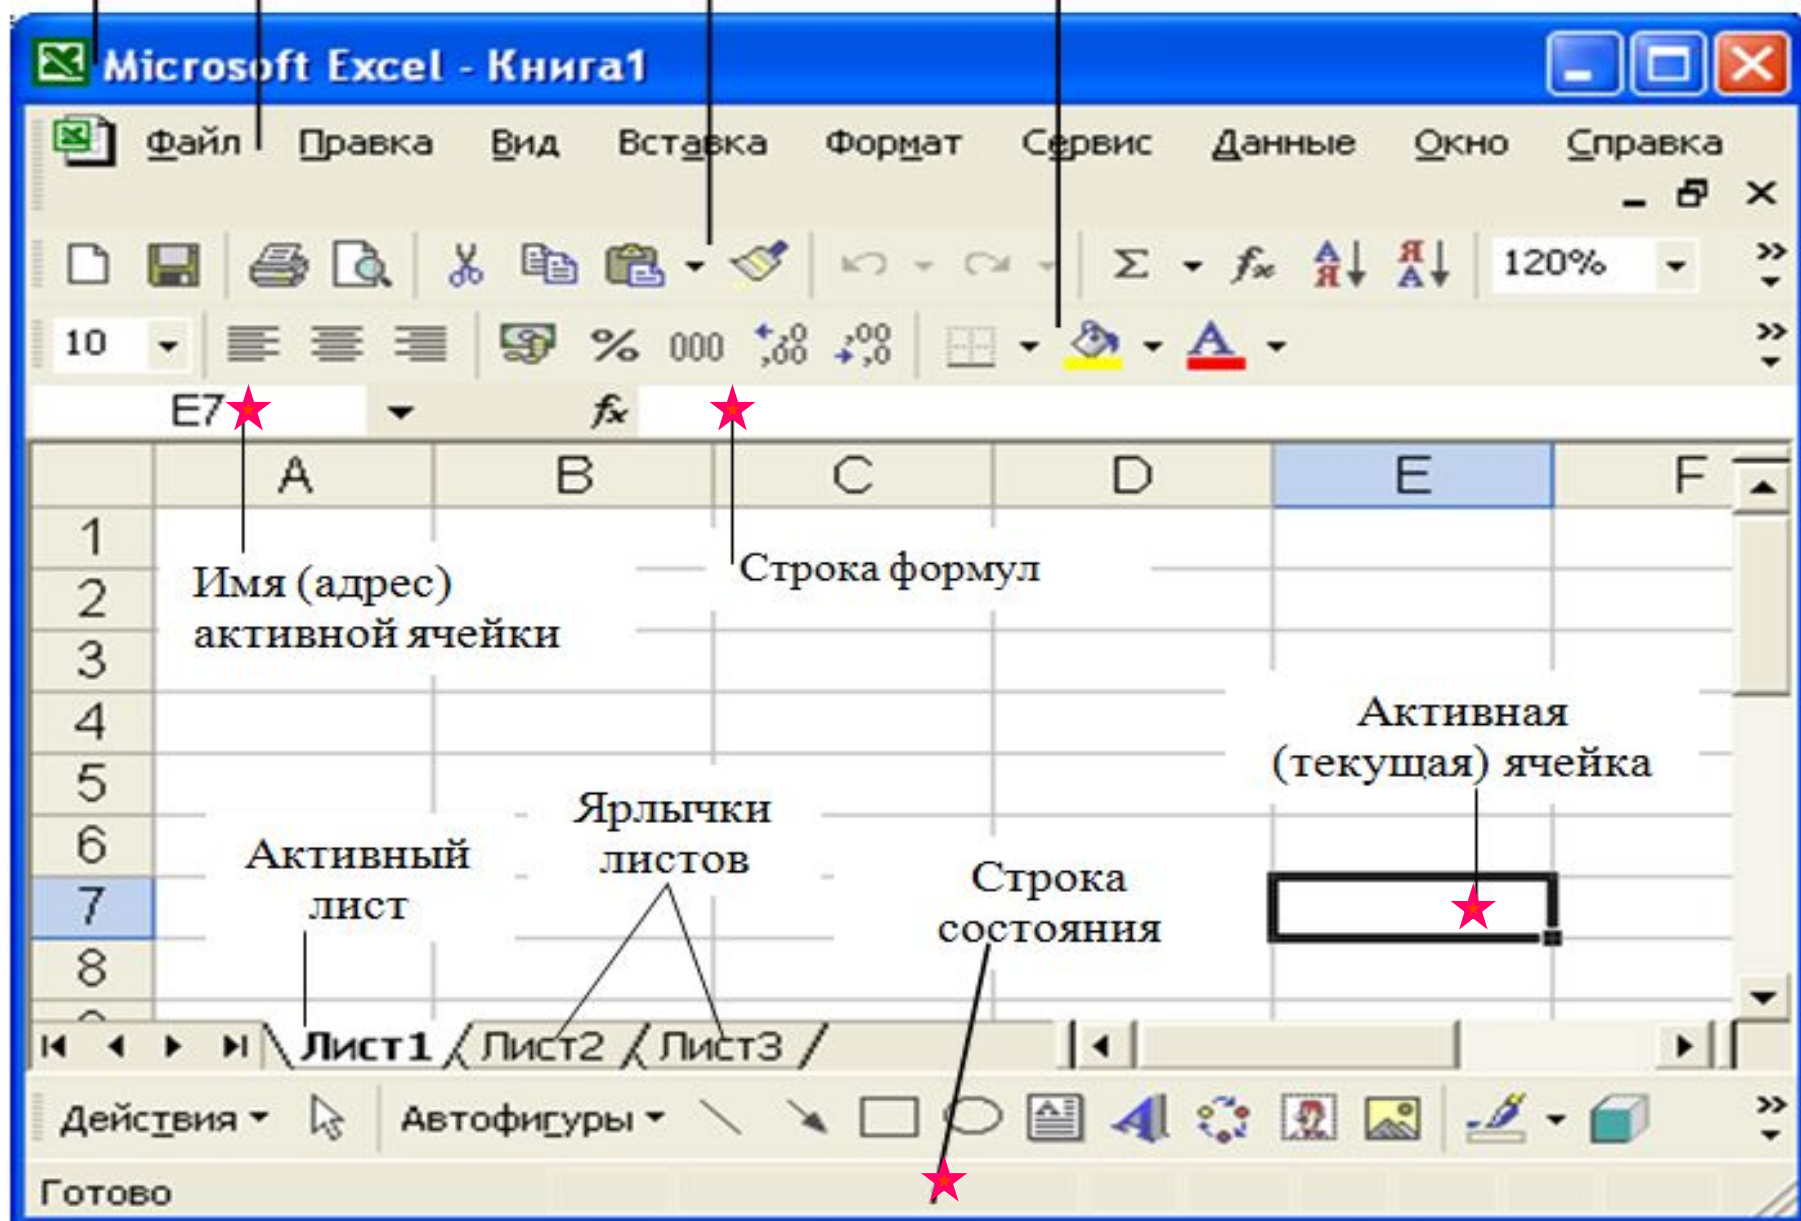 Microsoft Excel - Книга1
Файл Правка Вид Вставка Формат Сервис Данные Окно Справка
120%
10 % 000
E7 fx
A B C D E F
1
2
3
4
5
6
7
8
Имя (адрес)
активной ячейки
Строка формул
Активная
(текущая) ячейка
Ярлычки
листов
Активный
лист
Строка
состояния
Лист1 Лист2 Лист3
Действия Автофигуры
Готово